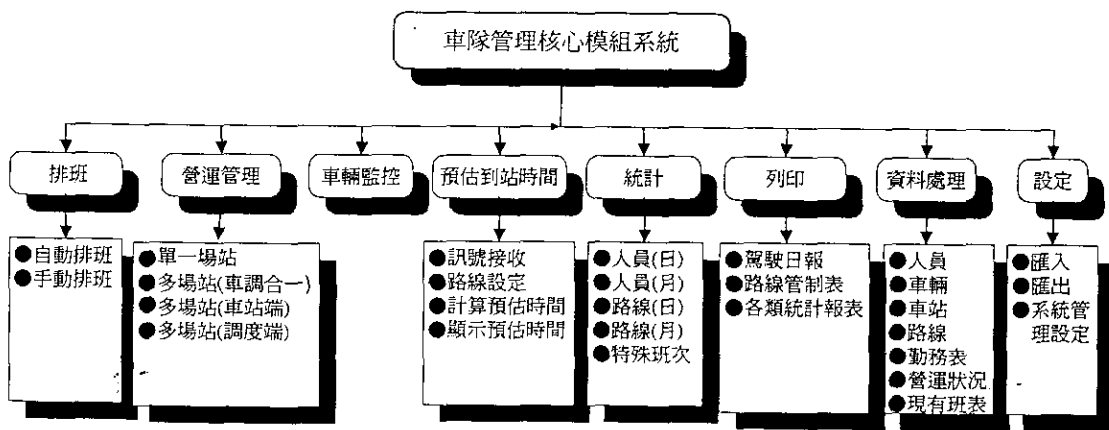 車隊管理核心模組系統
排班
營運管理
車輛監控
預估到站時間
統計
列印
資料處理
設定
●自動排班
●手動排班
●單一場站
●多場站(車調合一)
●多場站(車站端)
●多場站(調度端)
●訊號接收
●路線設定
●計算預估時間
●顯示預估時間
●人員(日)
●人員(月)
●路線(日)
●路線(月)
●特殊班次
●駕駛日報
●路線管制表
●各類統計報表
●人員
●車輛
●車站
●路線
●勤務表
●營運狀況
●現有班表
●匯入
●匯出
●系統管
理設定